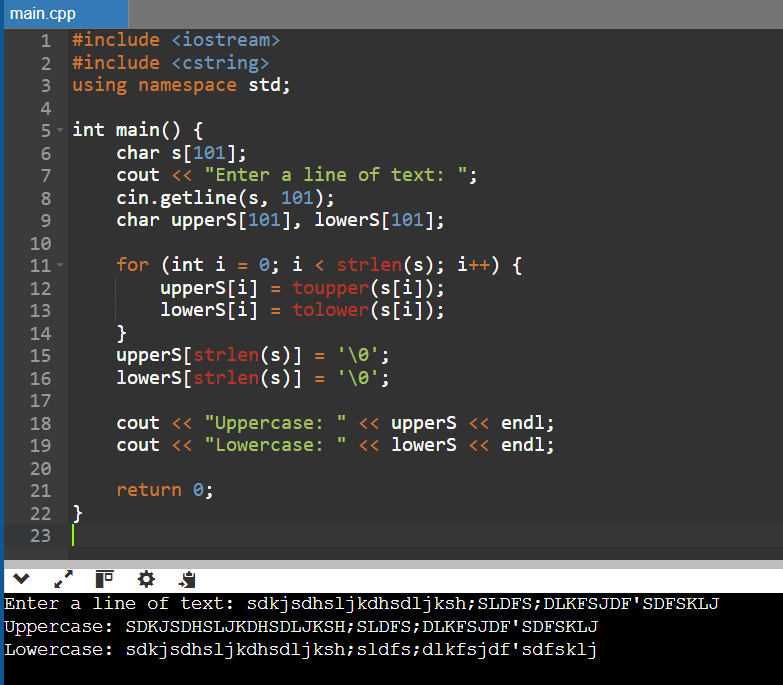 main.cpp
1 #include <iostream>
2 #include <cstring>
3 using namespace std;
4
5 int main() {
6     char s[101];
7     cout << "Enter a line of text: ";
8     cin.getline(s, 101);
9     char upperS[101], lowerS[101];
10
11     for (int i = 0; i < strlen(s); i++) {
12         upperS[i] = toupper(s[i]);
13         lowerS[i] = tolower(s[i]);
14     }
15     upperS[strlen(s)] = '\0';
16     lowerS[strlen(s)] = '\0';
17
18     cout << "Uppercase: " << upperS << endl;
19     cout << "Lowercase: " << lowerS << endl;
20
21     return 0;
22 }
23
Enter a line of text: sdkjsdhsljkdhsdljksh;SLDFS;DLKFSJDF'SDFSKLJ
Uppercase: SDKJSDHSLJKDHSDLJKSH;SLDFS;DLKFSJDF'SDFSKLJ
Lowercase: sdkjsdhsljkdhsdljksh;sldfs;dlkfsjdf'sdfsklj